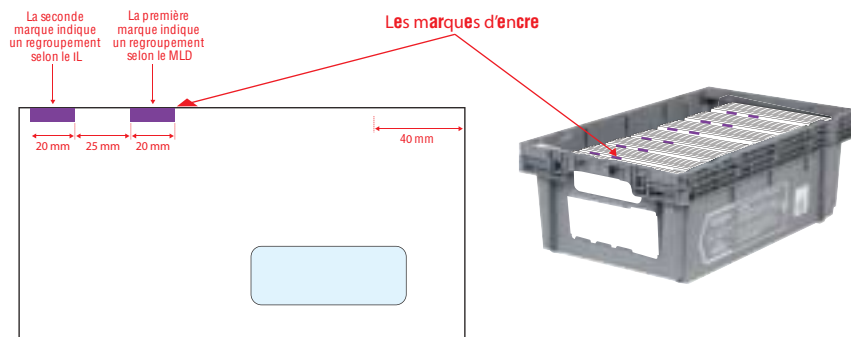 La seconde
marque indique
un regroupement
selon le IL
La première
marque indique
un regroupement
selon le MLD
Les marques d'encre
20 mm
25 mm
20 mm
40 mm